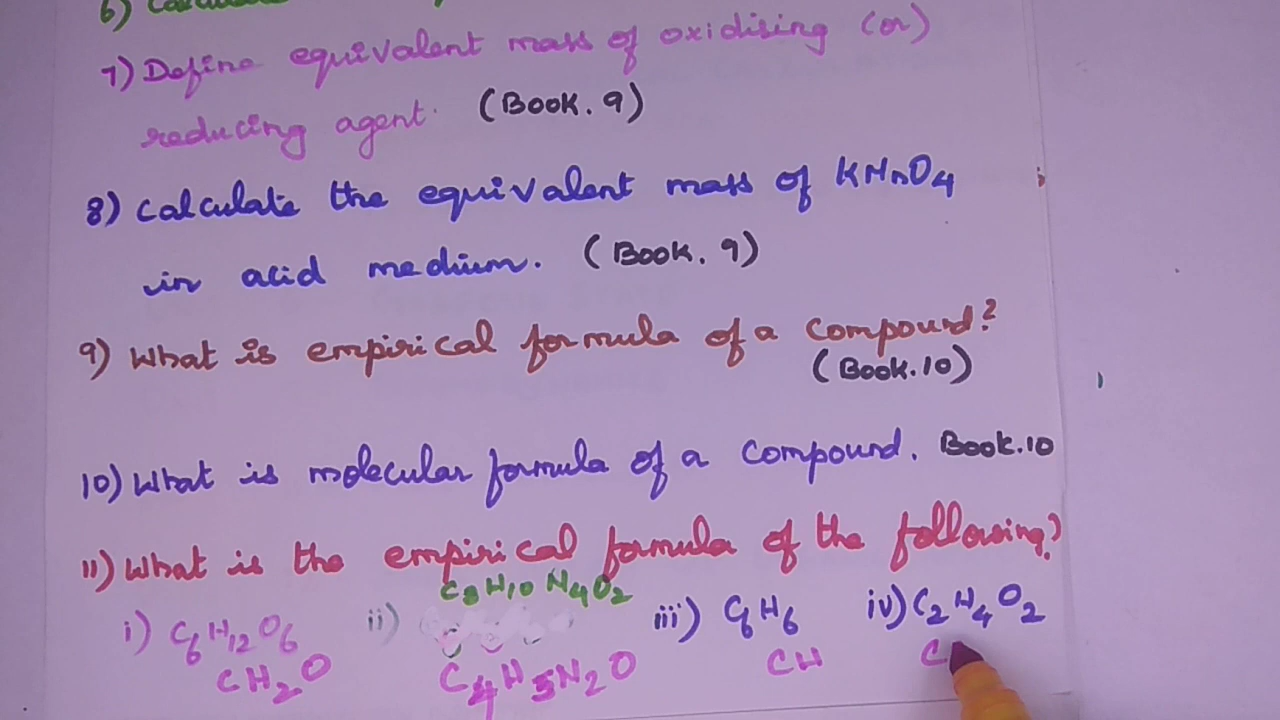 6)
7) Define equivalent mass of oxidising (or)
reducing agent. (Book. 9)
8) Calculate the equivalent mass of KMnO4
in acid medium. (Book. 9)
9) What is empirical formula of a compound?
(Book.10)
10) What is molecular formula of a compound. Book.10
11) What is the empirical formula of the following?
i) C6H12O6 ii) C8H10N4O2 iii) C6H6 iv) C2H4O2
CH2O C4H5N2O CH C